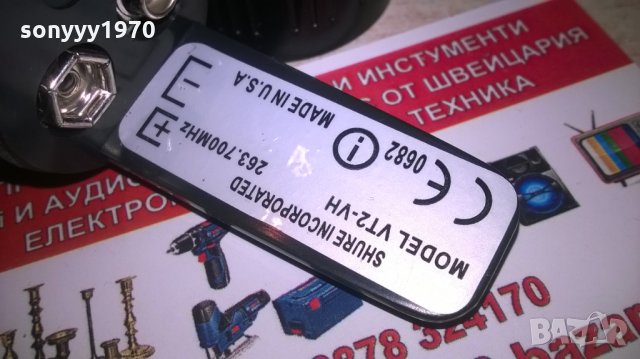 sonyyy1970
SHURE INCORPORATED
MODEL VT2-VH
263.700MHz
CE 0682
MADE IN U.S.A
E
И ИНСТРУМЕНТИ
ОТ ШВЕЙЦАРИЯ
ТЕХНИКА
И АУДИО
ЕЛЕКТРО
0878 324170
BAZAR